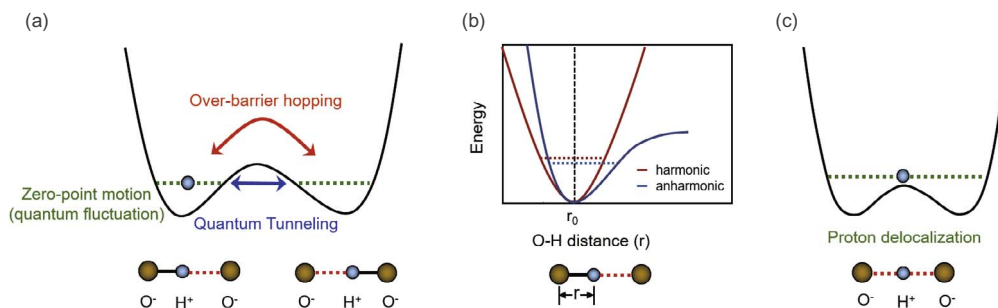 (a)
Over-barrier hopping
Zero-point motion
(quantum fluctuation)
Quantum Tunneling
O⁻ H⁺ O⁻ O⁻ H⁺ O⁻
(b)
Energy
harmonic
anharmonic
r₀
O-H distance (r)
r
(c)
Proton delocalization
O⁻ H⁺ O⁻